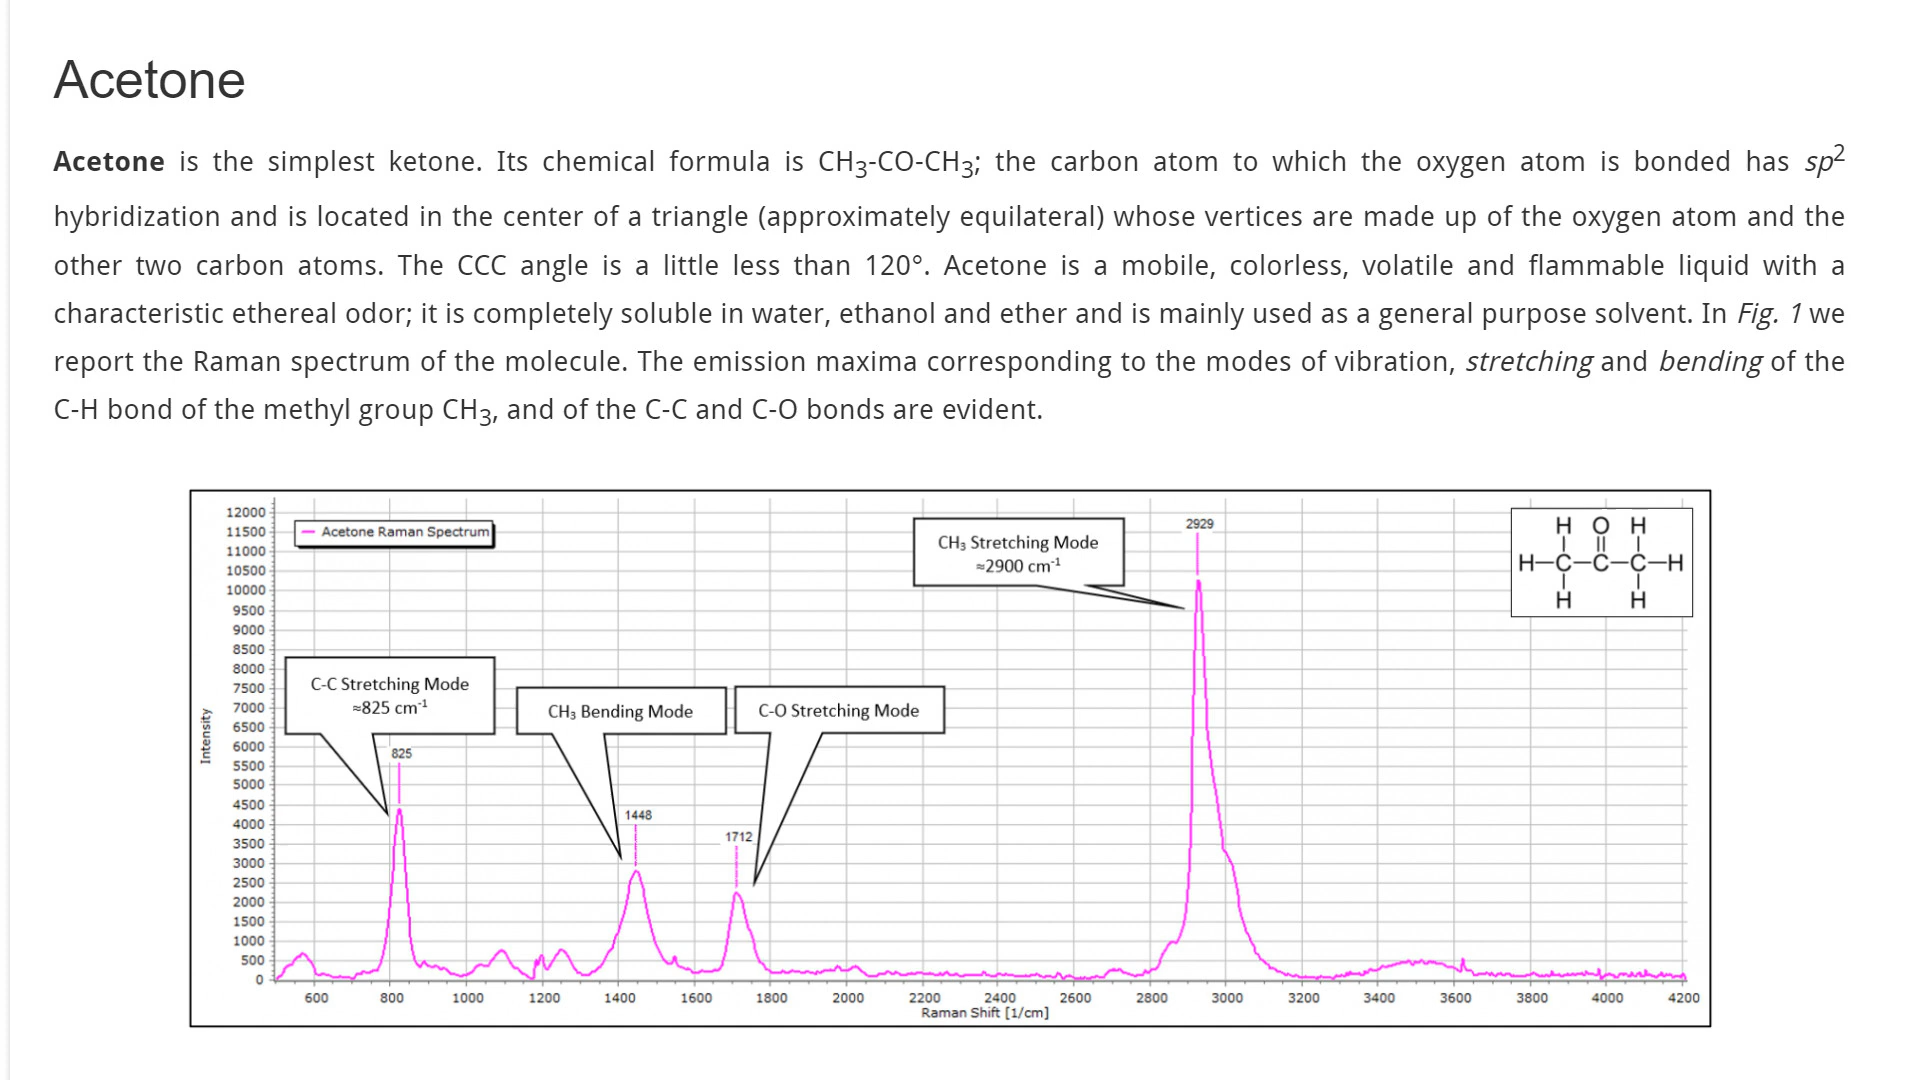 Acetone
Acetone is the simplest ketone. Its chemical formula is CH3-CO-CH3; the carbon atom to which the oxygen atom is bonded has sp2
hybridization and is located in the center of a triangle (approximately equilateral) whose vertices are made up of the oxygen atom and the
other two carbon atoms. The CCC angle is a little less than 120°. Acetone is a mobile, colorless, volatile and flammable liquid with a
characteristic ethereal odor; it is completely soluble in water, ethanol and ether and is mainly used as a general purpose solvent. In Fig. 1 we
report the Raman spectrum of the molecule. The emission maxima corresponding to the modes of vibration, stretching and bending of the
C-H bond of the methyl group CH3, and of the C-C and C-O bonds are evident.
Intensity
12000
11500
11000
10500
10000
9500
9000
8500
8000
7500
7000
6500
6000
5500
5000
4500
4000
3500
3000
2500
2000
1500
1000
500
0
Acetone Raman Spectrum
C-C Stretching Mode
≈825 cm-1
825
CH3 Bending Mode
1448
C-O Stretching Mode
1712
CH3 Stretching Mode
≈2900 cm-1
2929
H O H
H-C-C-C-H
H H
600 800 1000 1200 1400 1600 1800 2000 2200 2400 2600 2800 3000 3200 3400 3600 3800 4000 4200
Raman Shift [1/cm]